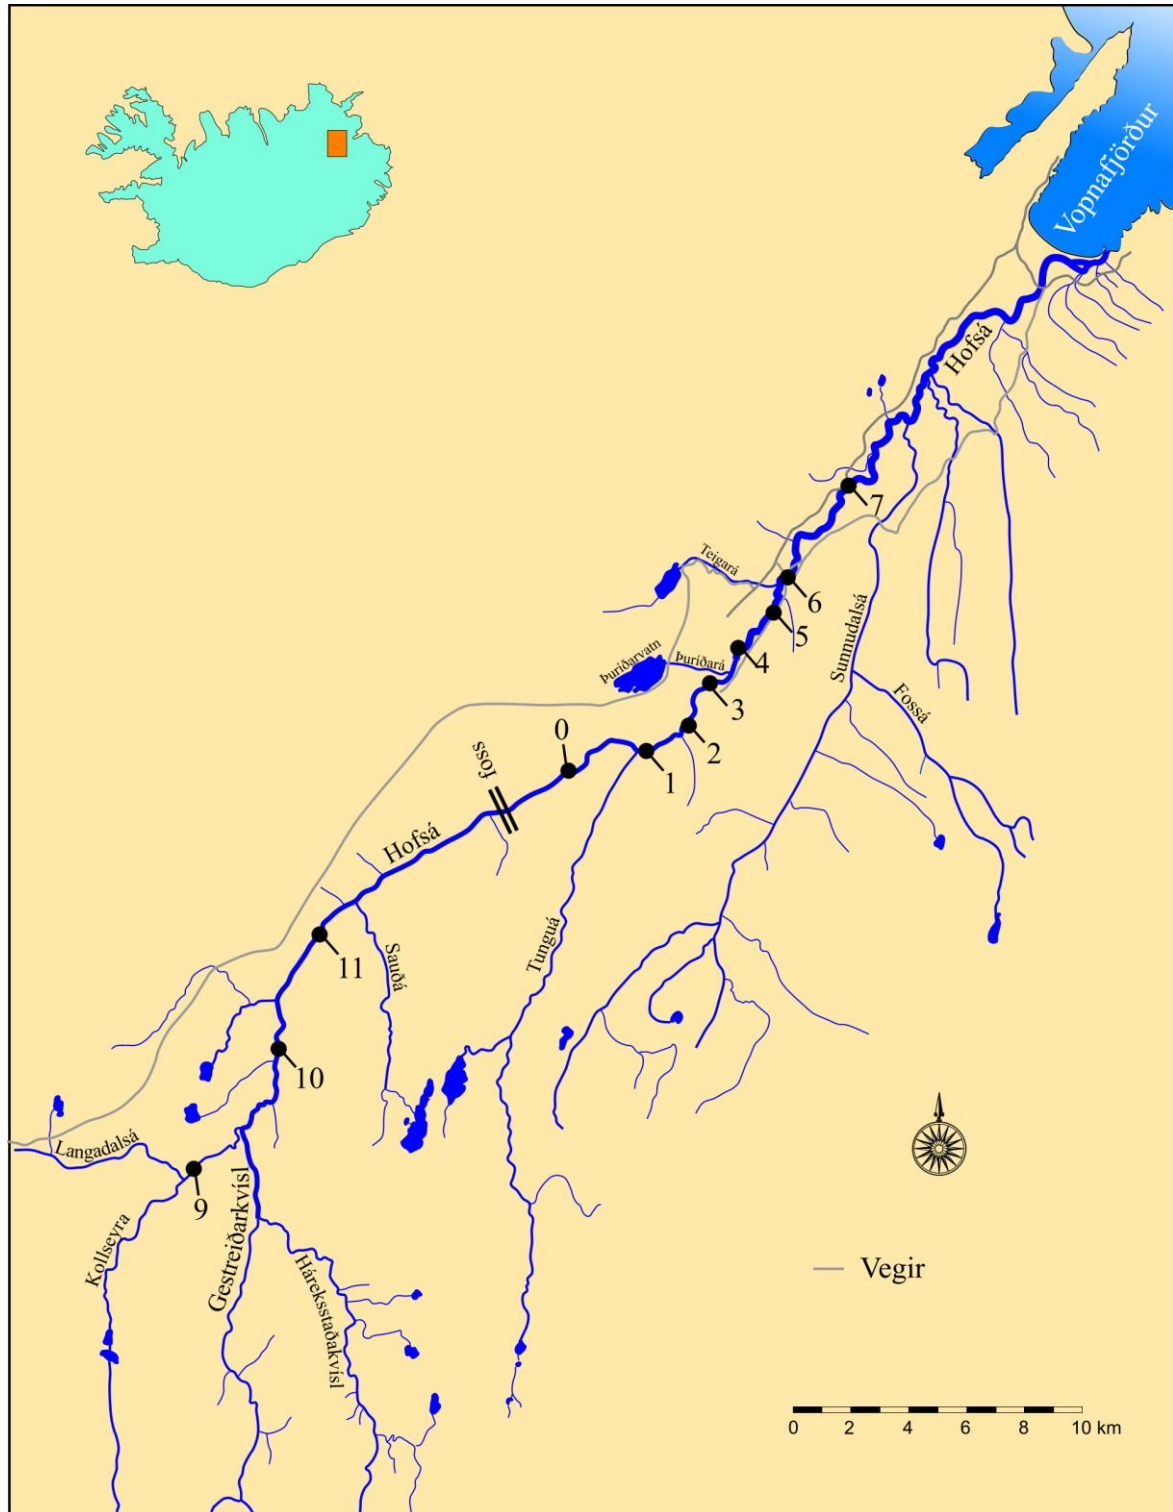 Vopnafjörður
Hofsá
7
Teigará
6
5
Sunnudalsá
4
Þuríðarvatn
Þuríðará
3
Fossá
0
2
1
foss
Hofsá
11
Sauðá
Tunguá
10
Langadalsá
9
Kollseyra
Gestreiðarkvísl
Háreksstaðakvísl
Vegir
0 2 4 6 8 10 km